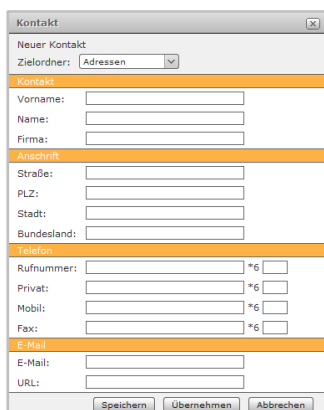 Kontakt
Neuer Kontakt
Zielordner: Adressen
Kontakt
Vorname:
Name:
Firma:
Anschrift
Straße:
PLZ:
Stadt:
Bundesland:
Telefon
Rufnummer: *6
Privat: *6
Mobil: *6
Fax: *6
E-Mail
E-Mail:
URL:
Speichern Übernehmen Abbrechen